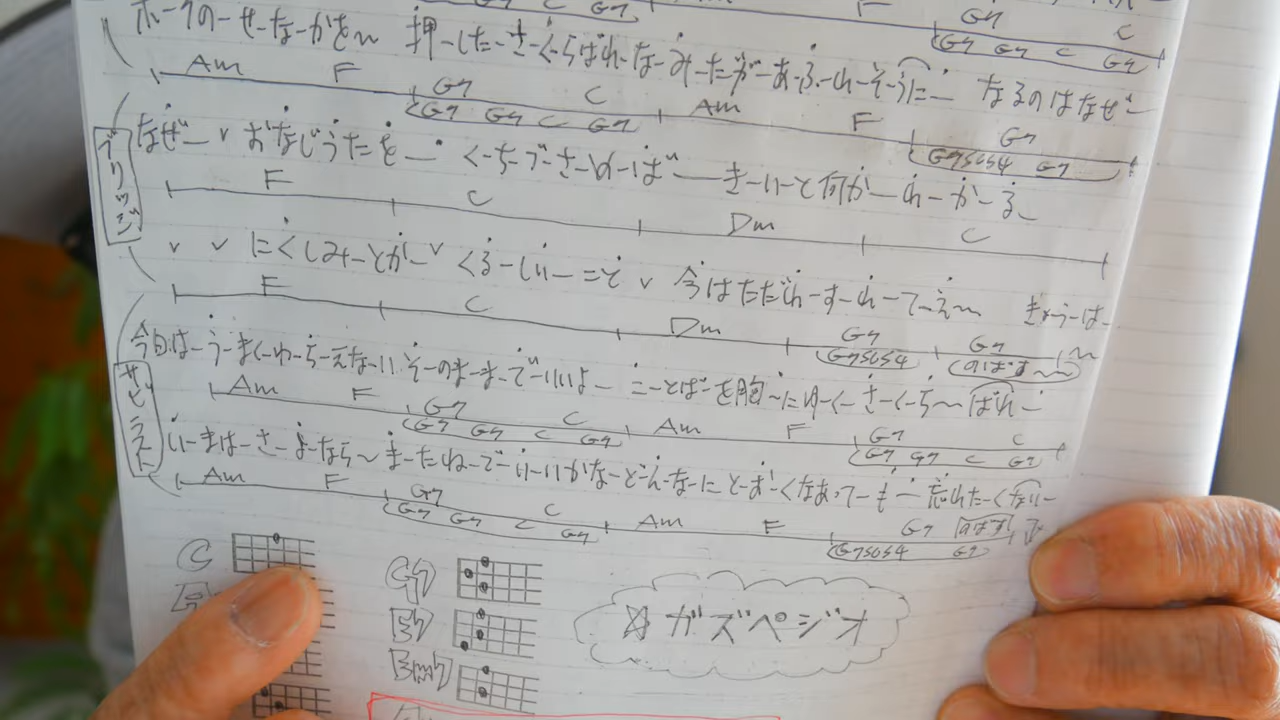 G7 C G7 F G7 C
ホークのーせーなーかを〜 押ーしたーさーくーらばれーなーみーたがーあーふーれーそーうにー なるのはなぜー
G7 G7 C G7
Am F G7 C Am F G7
G7 G7 C G7 G7sus4 G7
ブリッジ
なぜー ∨ おなじうたをー くーちーブーさーめーばーーきーいーと何かーわーかーる
F C Dm C
∨ ∨ にくしみーとがー∨ くるーしいーこと ∨ 今はただじれーすーれーてーえ〜 きょうーはー
F C Dm G7 G7
G7sus4 のばす〜
サビラスト
今日はーうーまくーわーらーえなーい そーのまーまーでーいいよー こーとばーを胸〜にゆーくーさーくーら〜ばれー
Am F G7 C Am F G7 C
G7 G7 C G7 G7 G7 C G7
いーまはーさーよーなら〜 まーたねーでーいーいかなーどーんなーにとーおーくなあってーもー忘れたーくないー
Am F G7 C Am F G7 のばす
G7 G7 C G7 G7sus4 G7
C G7
E7
Bm7
☆ ガズペジオ